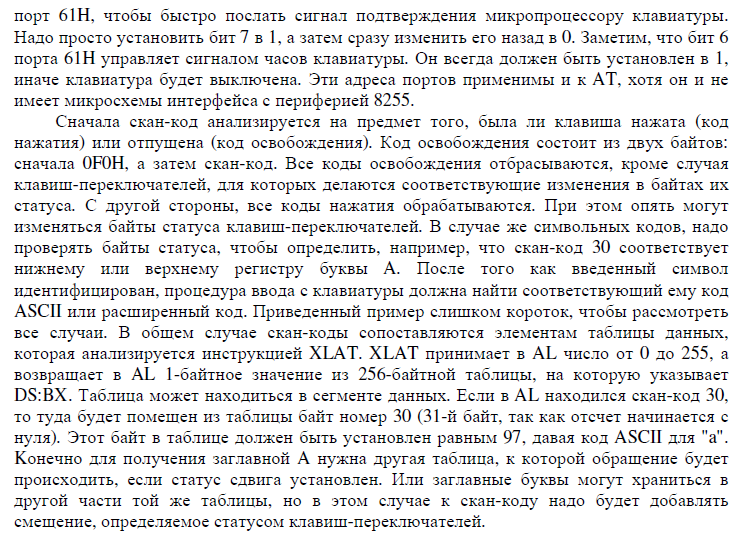 порт 61H, чтобы быстро послать сигнал подтверждения микропроцессору клавиатуры.
Надо просто установить бит 7 в 1, а затем сразу изменить его назад в 0. Заметим, что бит 6
порта 61H управляет сигналом часов клавиатуры. Он всегда должен быть установлен в 1,
иначе клавиатура будет выключена. Эти адреса портов применимы и к AT, хотя он и не
имеет микросхемы интерфейса с периферией 8255.
Сначала скан-код анализируется на предмет того, была ли клавиша нажата (код
нажатия) или отпущена (код освобождения). Код освобождения состоит из двух байтов:
сначала 0F0H, а затем скан-код. Все коды освобождения отбрасываются, кроме случая
клавиш-переключателей, для которых делаются соответствующие изменения в байтах их
статуса. С другой стороны, все коды нажатия обрабатываются. При этом опять могут
изменяться байты статуса клавиш-переключателей. В случае же символьных кодов, надо
проверять байты статуса, чтобы определить, например, что скан-код 30 соответствует
нижнему или верхнему регистру буквы A. После того как введенный символ
идентифицирован, процедура ввода с клавиатуры должна найти соответствующий ему код
ASCII или расширенный код. Приведенный пример слишком короток, чтобы рассмотреть
все случаи. В общем случае скан-коды сопоставляются элементам таблицы данных,
которая анализируется инструкцией XLAT. XLAT принимает в AL число от 0 до 255, а
возвращает в AL 1-байтное значение из 256-байтной таблицы, на которую указывает
DS:BX. Таблица может находиться в сегменте данных. Если в AL находился скан-код 30,
то туда будет помещен из таблицы байт номер 30 (31-й байт, так как отсчет начинается с
нуля). Этот байт в таблице должен быть установлен равным 97, давая код ASCII для "a".
Конечно для получения заглавной A нужна другая таблица, к которой обращение будет
происходить, если статус сдвига установлен. Или заглавные буквы могут храниться в
другой части той же таблицы, но в этом случае к скан-коду надо будет добавлять
смещение, определяемое статусом клавиш-переключателей.